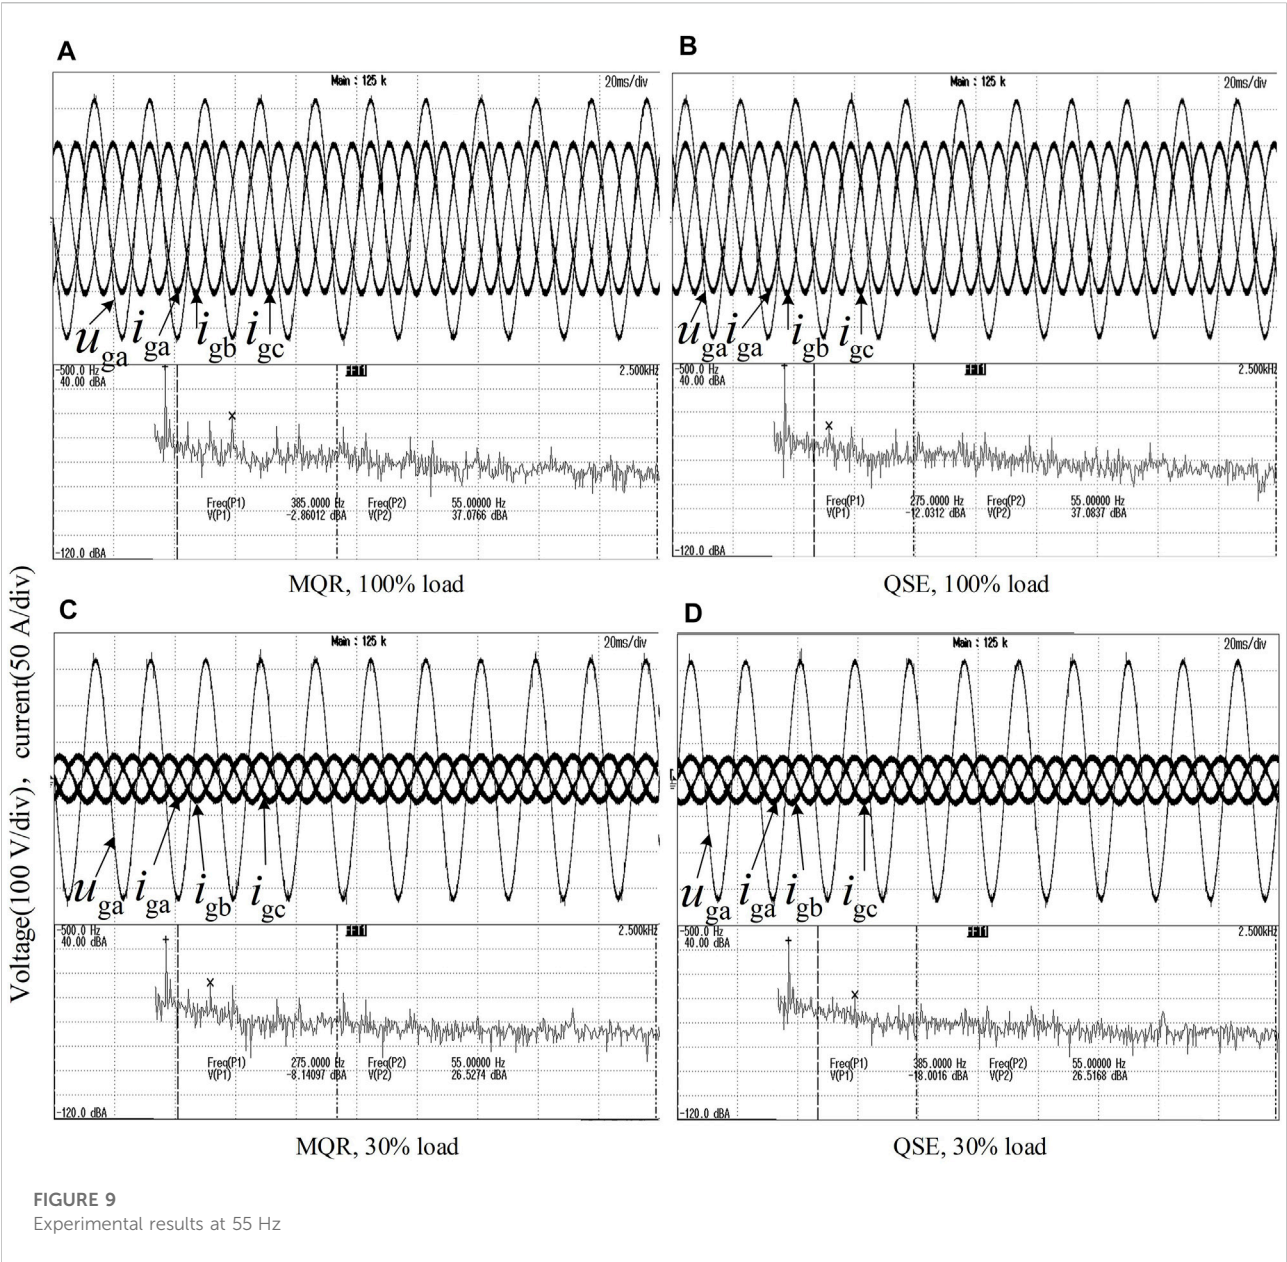 A
Main : 125 k
20ms/div
u ga
i ga
i gb
i gc
-500.0 Hz
40.00 dBA
2.500kHz
Freq(P1) 385.0000 Hz Freq(P2) 55.00000 Hz
V(P1) -2.86012 dBA V(P2) 37.0766 dBA
-120.0 dBA
MQR, 100% load
B
Main : 125 k
20ms/div
u ga
i ga
i gb
i gc
-500.0 Hz
40.00 dBA
2.500kHz
Freq(P1) 275.0000 Hz Freq(P2) 55.00000 Hz
V(P1) -12.0312 dBA V(P2) 37.0837 dBA
-120.0 dBA
QSE, 100% load
Voltage(100 V/div), current(50 A/div)
C
Main : 125 k
20ms/div
u ga
i ga
i gb
i gc
-500.0 Hz
40.00 dBA
2.500kHz
Freq(P1) 275.0000 Hz Freq(P2) 55.00000 Hz
V(P1) -8.14097 dBA V(P2) 26.5274 dBA
-120.0 dBA
MQR, 30% load
D
Main : 125 k
20ms/div
u ga
i ga
i gb
i gc
-500.0 Hz
40.00 dBA
2.500kHz
Freq(P1) 385.0000 Hz Freq(P2) 55.00000 Hz
V(P1) -18.0016 dBA V(P2) 26.5168 dBA
-120.0 dBA
QSE, 30% load
FIGURE 9
Experimental results at 55 Hz